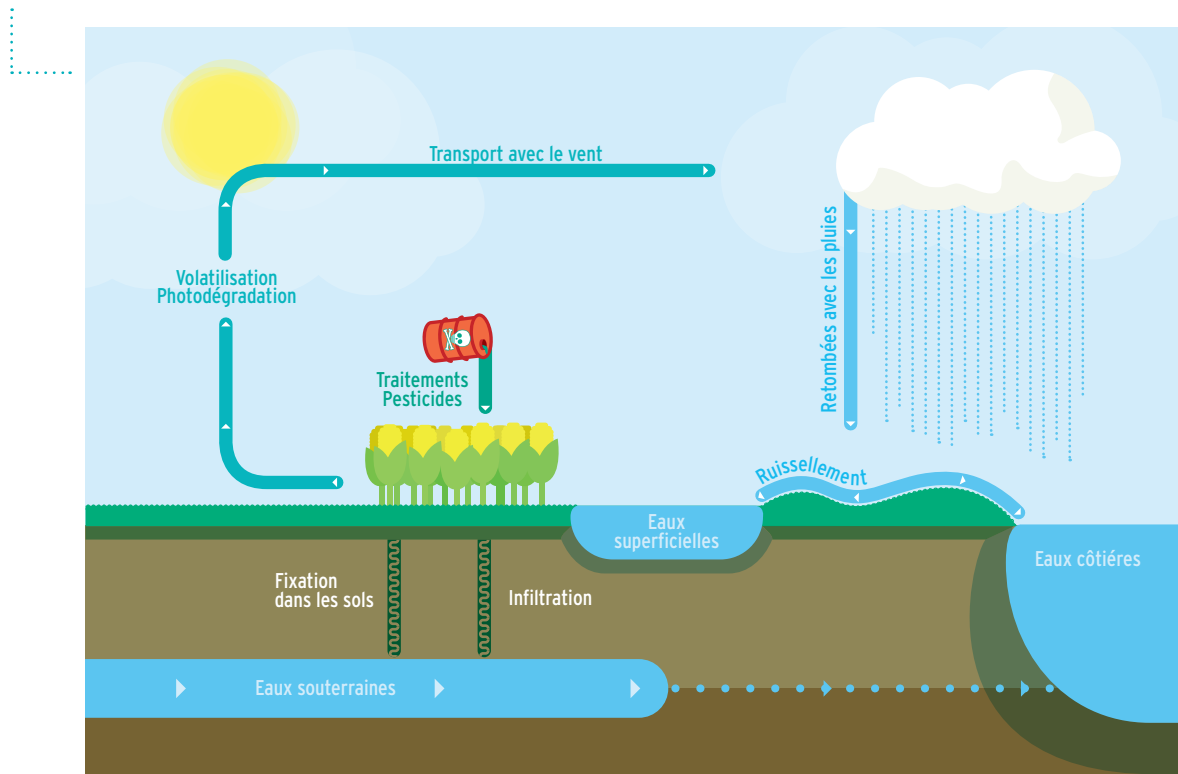 Transport avec le vent
Volatilisation
Photodégradation
Retombées avec les pluies
Traitements
Pesticides
Ruissellement
Eaux
superficielles
Eaux côtiéres
Fixation
dans les sols
Infiltration
Eaux souterraines